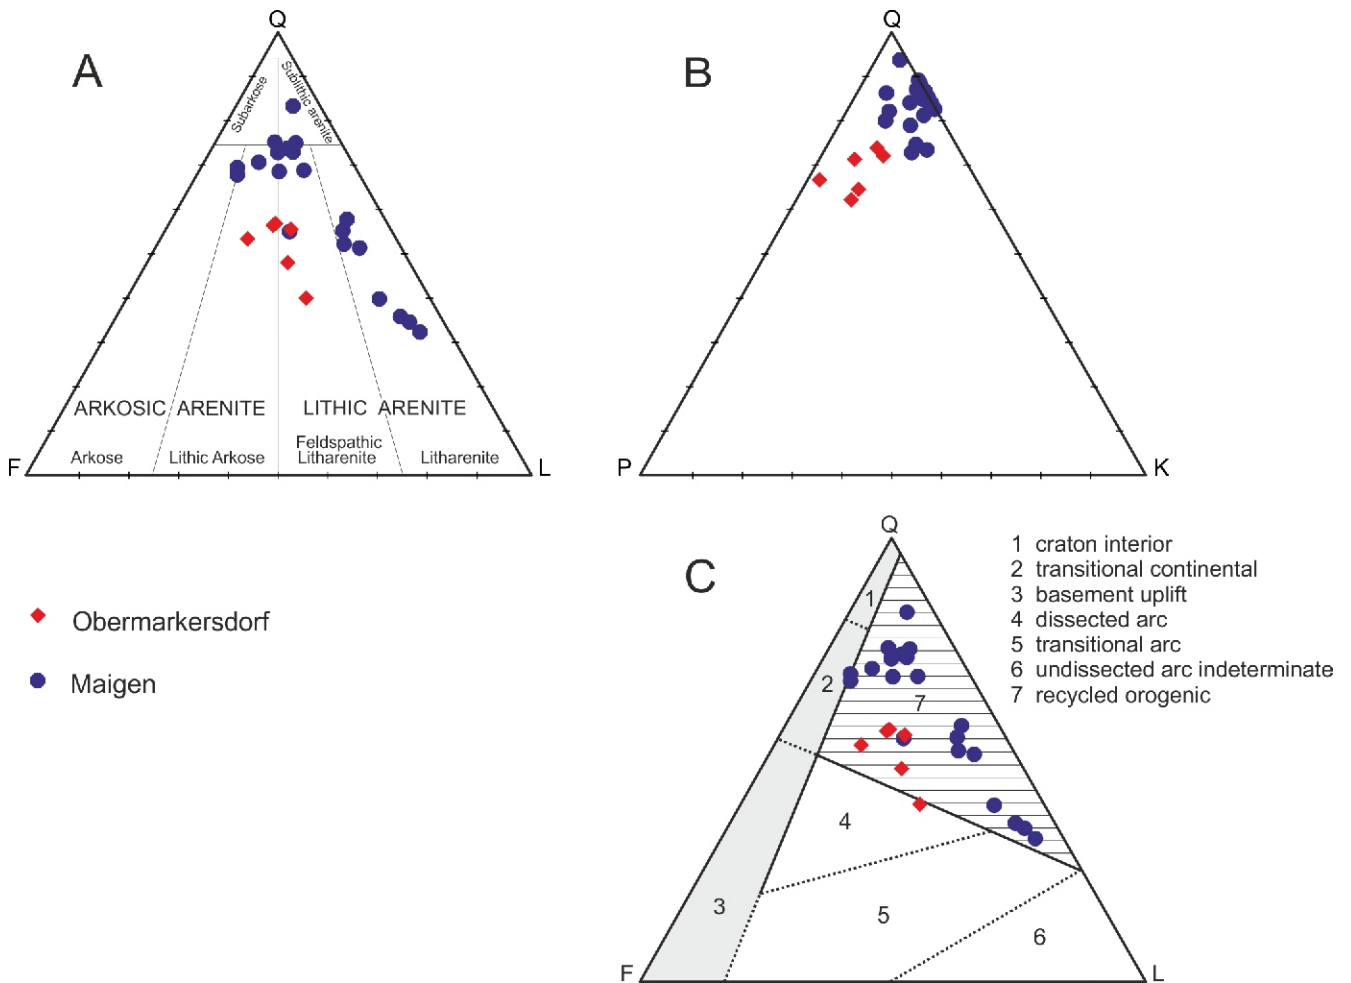 Q
A
Subarkose
Sublithic arenite
ARKOSIC ARENITE
LITHIC ARENITE
Feldspathic
Arkose
Lithic Arkose
Litharenite
Litharenite
F
L
Q
B
P
K
Obermarkersdorf
Maigen
Q
C
1
2
7
4
3
5
6
F
L
1 craton interior
2 transitional continental
3 basement uplift
4 dissected arc
5 transitional arc
6 undissected arc indeterminate
7 recycled orogenic